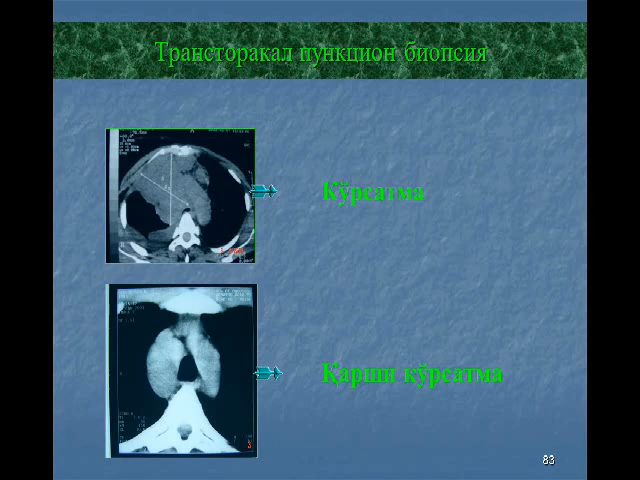 Трансторакал пункцион биопсия
Кўрсатма
Қарши кўрсатма
83